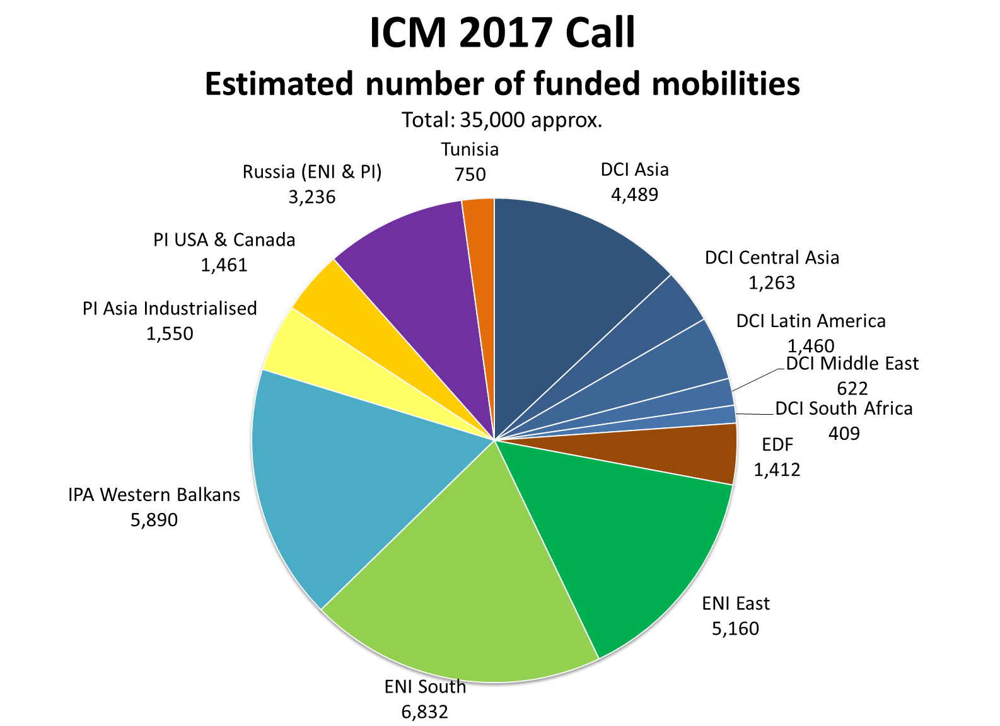 ICM 2017 Call
Estimated number of funded mobilities
Total: 35,000 approx.
Tunisia
750
DCI Asia
4,489
DCI Central Asia
1,263
DCI Latin America
1,460
DCI Middle East
622
DCI South Africa
409
EDF
1,412
ENI East
5,160
ENI South
6,832
IPA Western Balkans
5,890
PI Asia Industrialised
1,550
PI USA & Canada
1,461
Russia (ENI & PI)
3,236